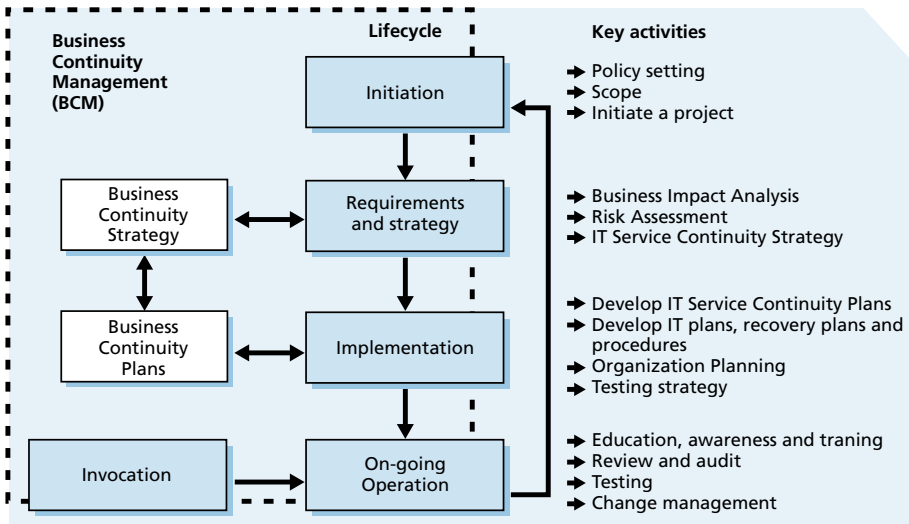 Business
Continuity
Management
(BCM)
Lifecycle
Key activities
Initiation
Policy setting
Scope
Initiate a project
Business
Continuity
Strategy
Requirements
and strategy
Business Impact Analysis
Risk Assessment
IT Service Continuity Strategy
Business
Continuity
Plans
Implementation
Develop IT Service Continuity Plans
Develop IT plans, recovery plans and
procedures
Organization Planning
Testing strategy
Invocation
On-going
Operation
Education, awareness and traning
Review and audit
Testing
Change management